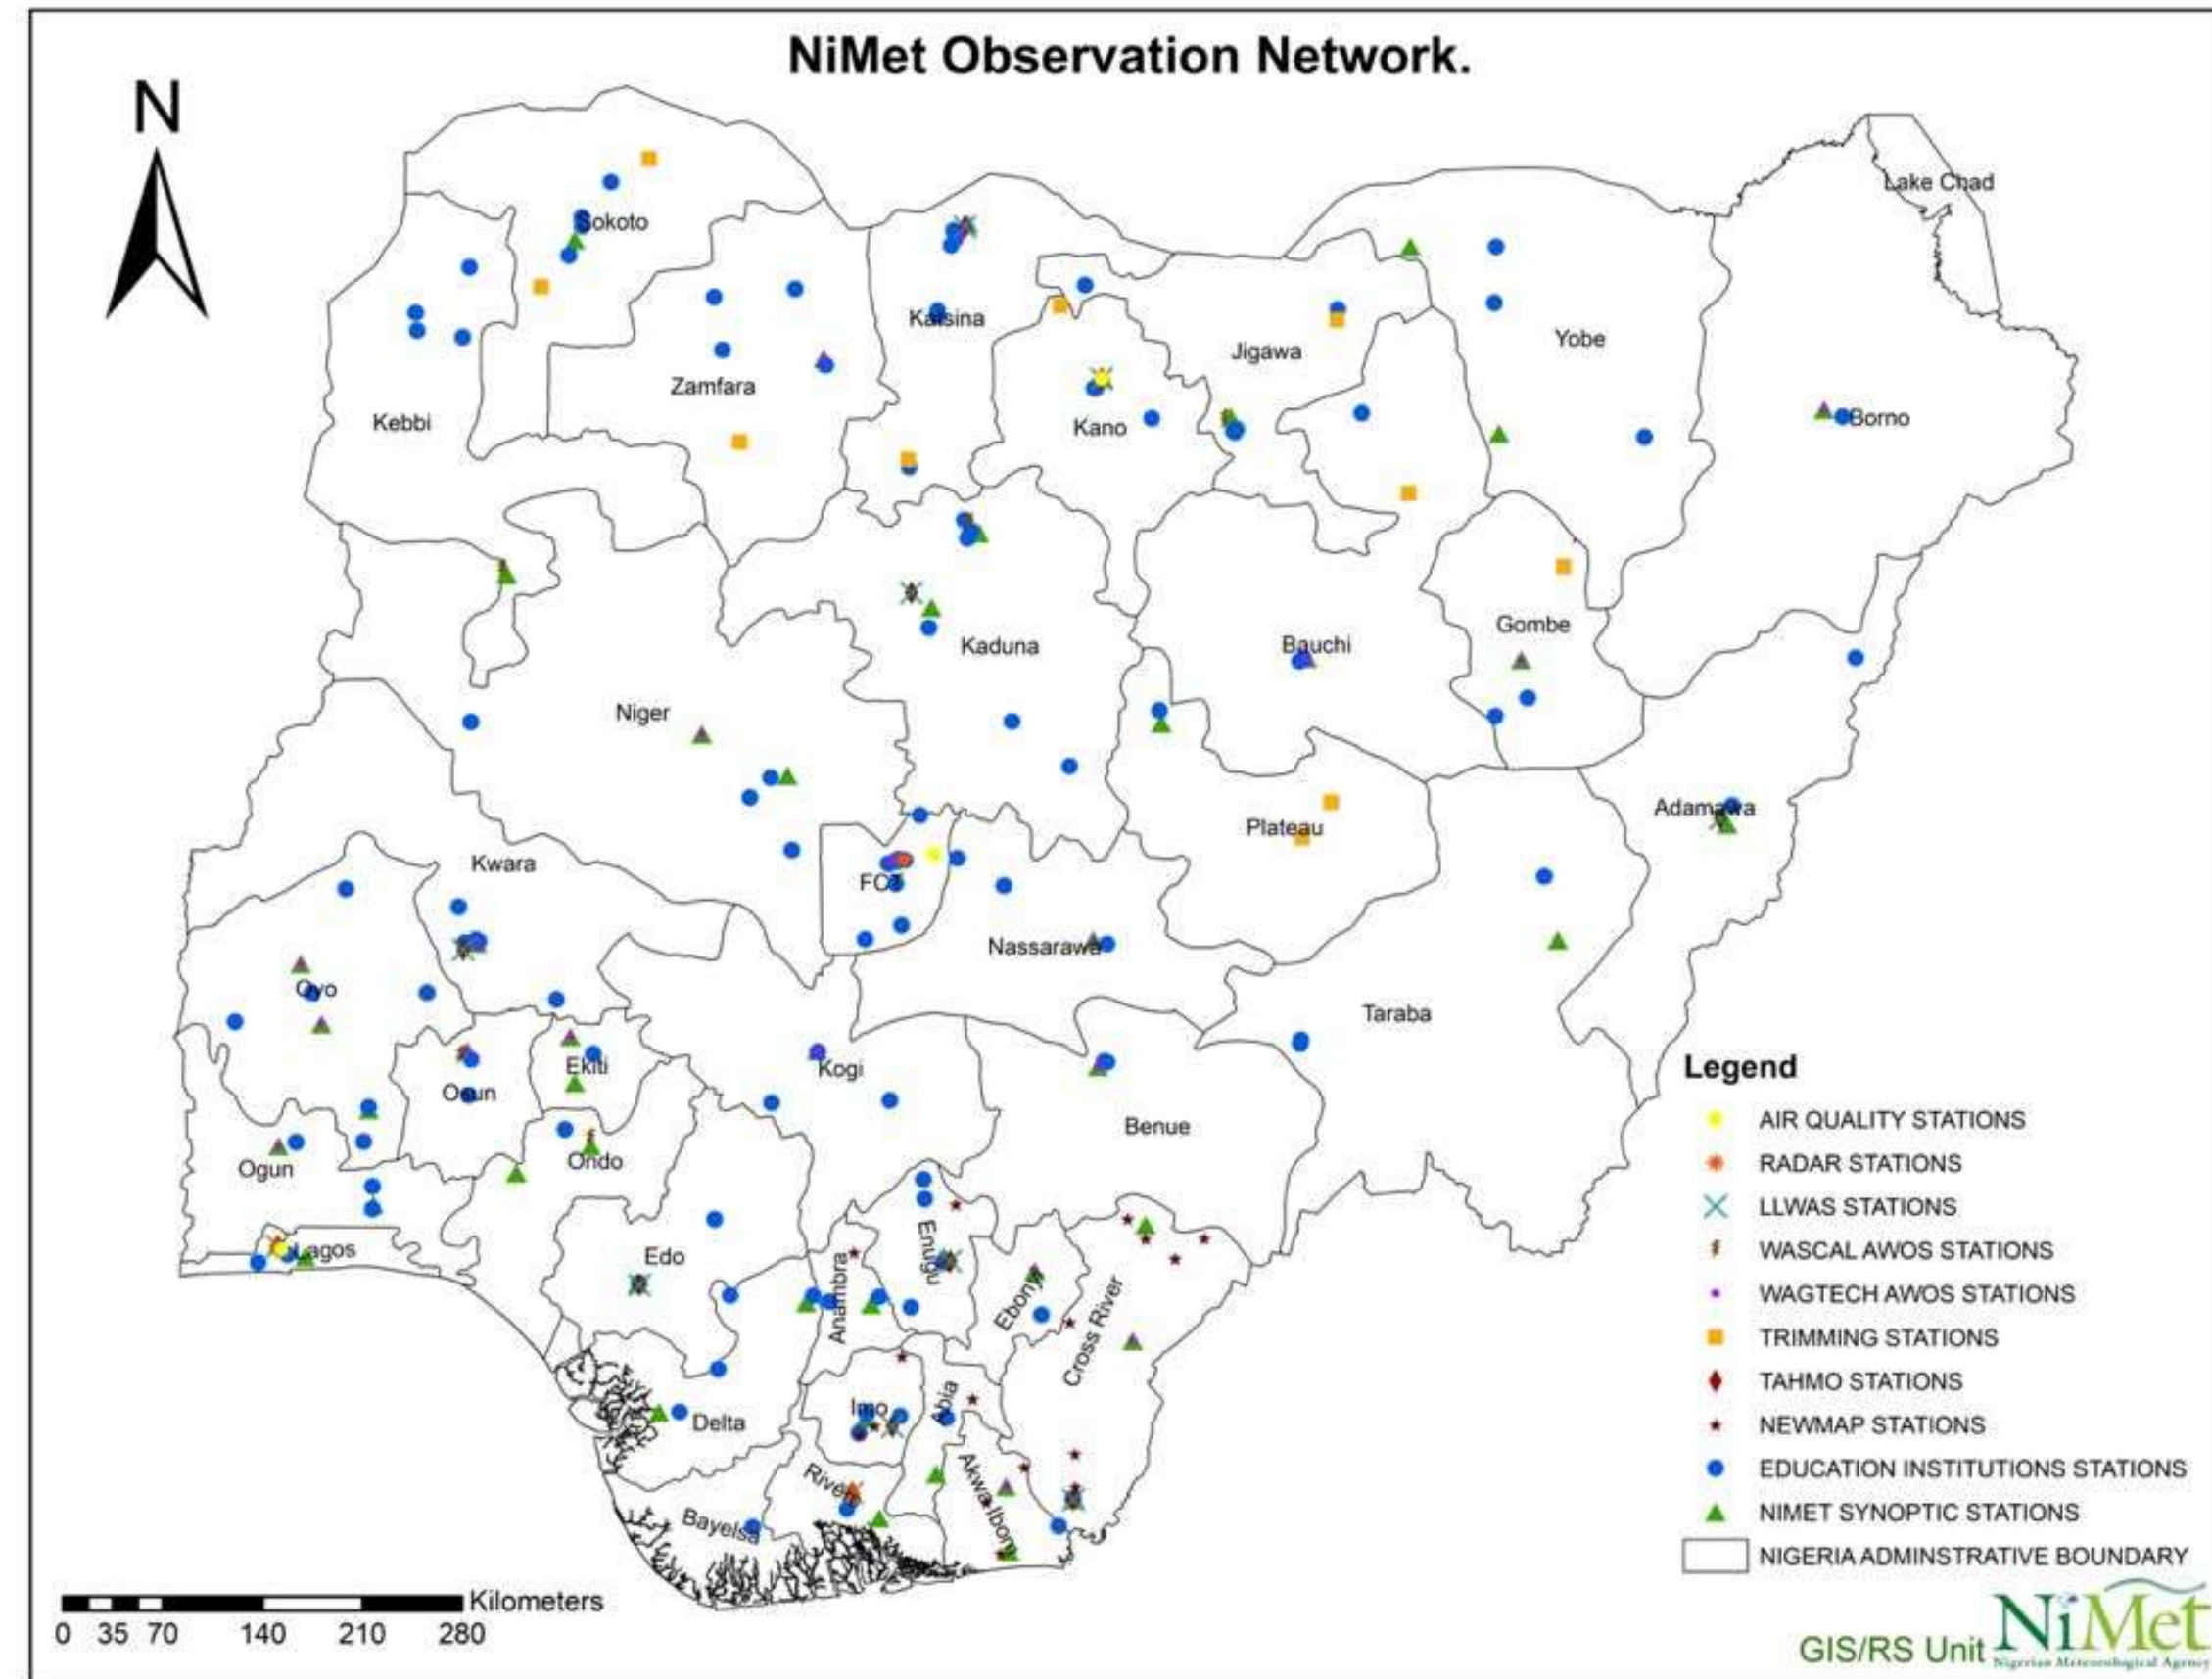 NiMet Observation Network.
N
Lake Chad
Sokoto
Katsina
Yobe
Jigawa
Zamfara
Kebbi
Kano
Borno
Gombe
Kaduna
Bauchi
Niger
Adamawa
Plateau
Kwara
FCT
Nassarawa
Oyo
Taraba
Ekiti
Kogi
Osun
Benue
Ondo
Ogun
Lagos
Edo
Enugu
Anambra
Ebonyi
Cross River
Imo
Abia
Delta
Rivers
Akwa Ibom
Bayelsa
Legend
AIR QUALITY STATIONS
RADAR STATIONS
LLWAS STATIONS
WASCAL AWOS STATIONS
WAGTECH AWOS STATIONS
TRIMMING STATIONS
TAHMO STATIONS
NEWMAP STATIONS
EDUCATION INSTITUTIONS STATIONS
NIMET SYNOPTIC STATIONS
NIGERIA ADMINSTRATIVE BOUNDARY
Kilometers
0 35 70 140 210 280
GIS/RS Unit
NiMet
Nigerian Meteorological Agency